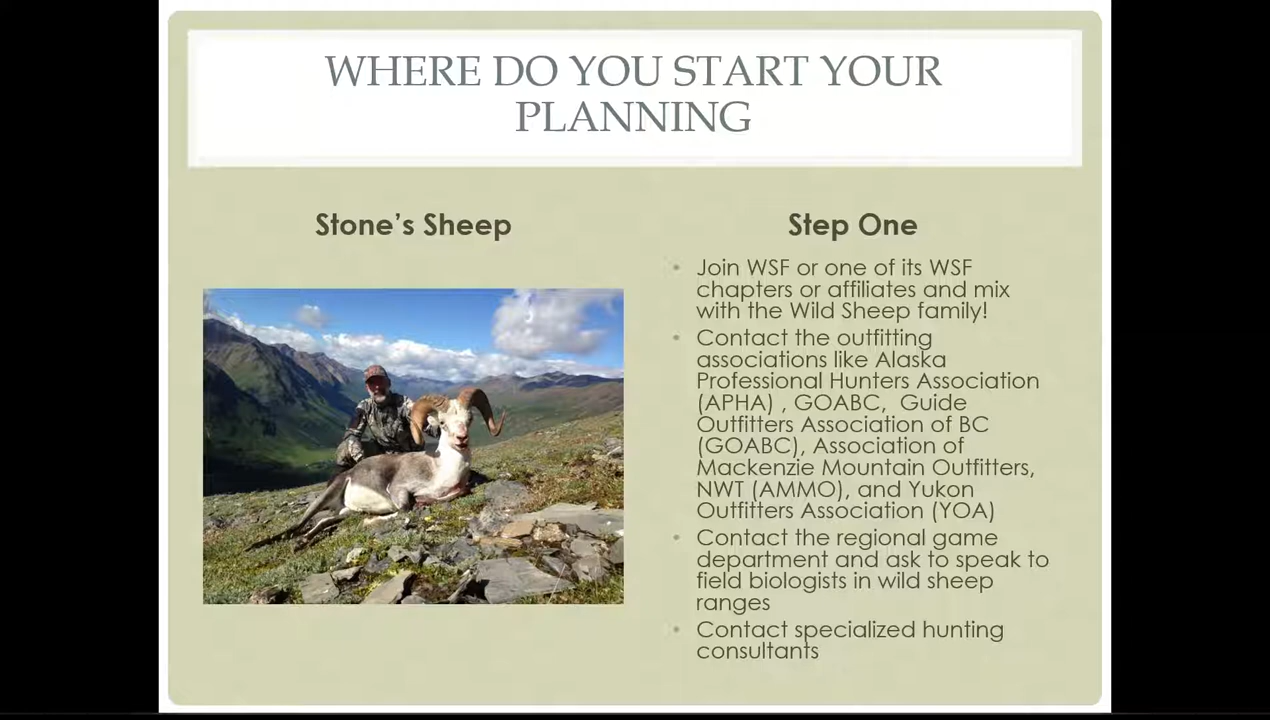 WHERE DO YOU START YOUR
PLANNING
Stone's Sheep
Step One
• Join WSF or one of its WSF
chapters or affiliates and mix
with the Wild Sheep family!
• Contact the outfitting
associations like Alaska
Professional Hunters Association
(APHA) , GOABC, Guide
Outfitters Association of BC
(GOABC), Association of
Mackenzie Mountain Outfitters,
NWT (AMMO), and Yukon
Outfitters Association (YOA)
• Contact the regional game
department and ask to speak to
field biologists in wild sheep
ranges
• Contact specialized hunting
consultants